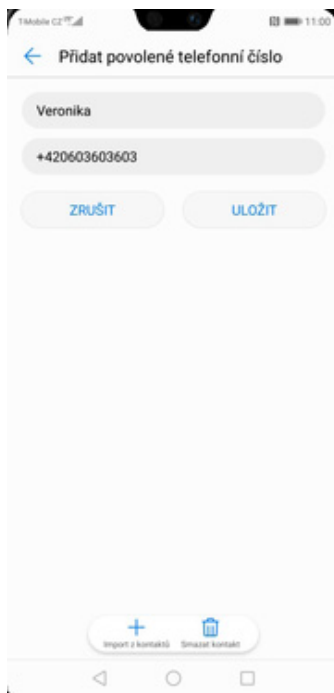 T-Mobile CZ
11:00
Přidat povolené telefonní číslo
Veronika
+420603603603
ZRUŠIT
ULOŽIT
Import z kontaktů
Smazat kontakt